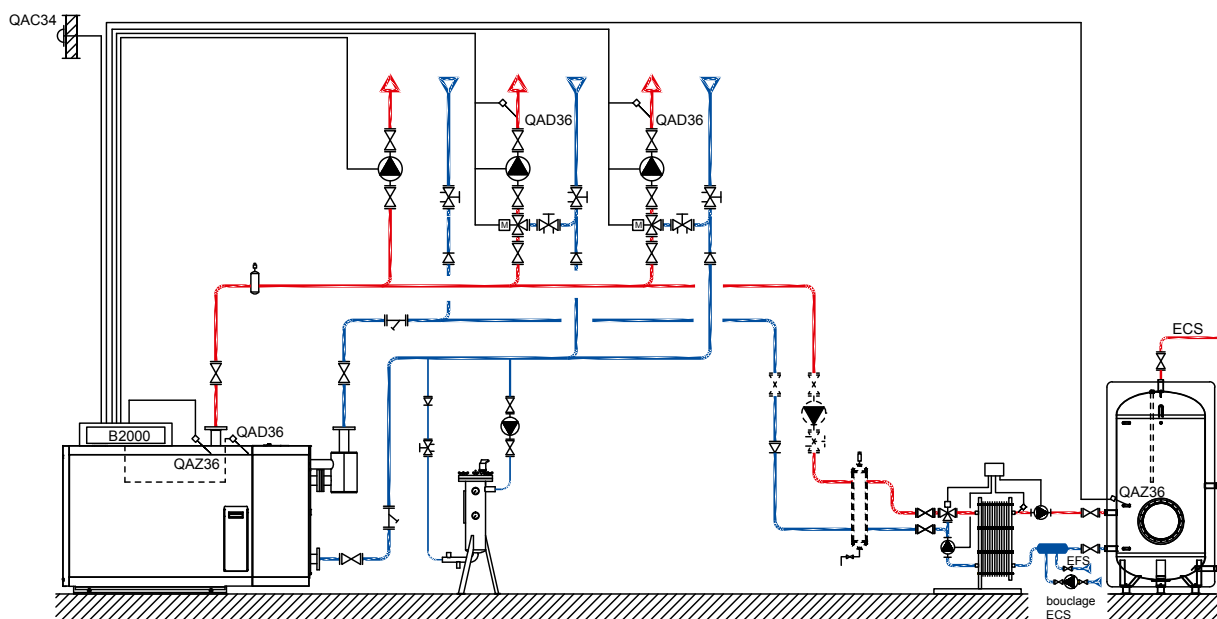 QAC34
QAD36
QAD36
M
M
ECS
B2000
QAD36
QAZ36
QAZ36
EFS
bouclage
ECS